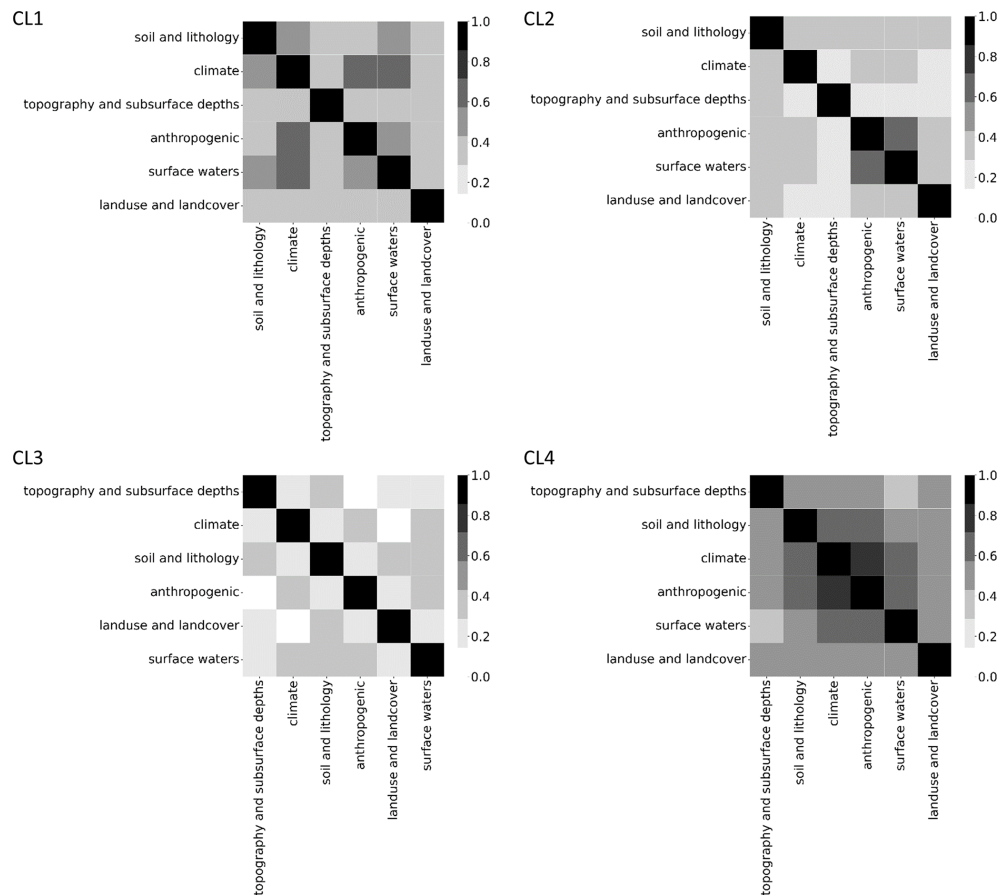 CL1
soil and lithology
climate
topography and subsurface depths
anthropogenic
surface waters
landuse and landcover
1.0
0.8
0.6
0.4
0.2
0.0
soil and lithology
climate
topography and subsurface depths
anthropogenic
surface waters
landuse and landcover
CL2
soil and lithology
climate
topography and subsurface depths
anthropogenic
surface waters
landuse and landcover
1.0
0.8
0.6
0.4
0.2
0.0
soil and lithology
climate
topography and subsurface depths
anthropogenic
surface waters
landuse and landcover
CL3
topography and subsurface depths
climate
soil and lithology
anthropogenic
landuse and landcover
surface waters
1.0
0.8
0.6
0.4
0.2
0.0
topography and subsurface depths
climate
soil and lithology
anthropogenic
landuse and landcover
surface waters
CL4
topography and subsurface depths
soil and lithology
climate
anthropogenic
surface waters
landuse and landcover
1.0
0.8
0.6
0.4
0.2
0.0
topography and subsurface depths
soil and lithology
climate
anthropogenic
surface waters
landuse and landcover